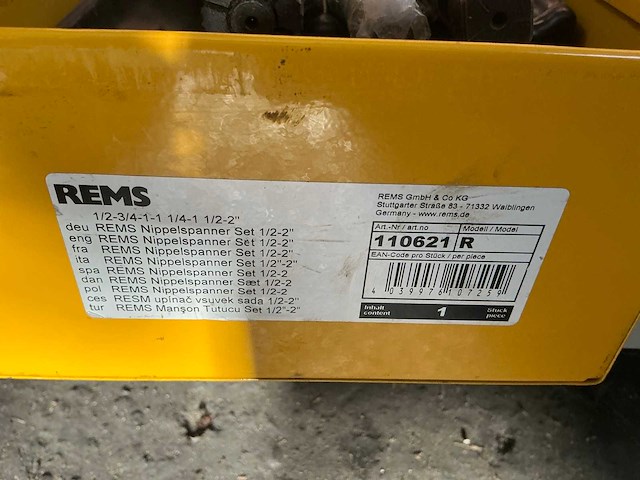 REMS
1/2-3/4-1-1 1/4-1 1/2-2"
deu REMS Nippelspanner Set 1/2-2"
eng REMS Nippelspanner Set 1/2-2"
fra REMS Nippelspanner Set 1/2-2"
ita REMS Nippelspanner Set 1/2"-2"
spa REMS Nippelspanner Set 1/2-2
dan REMS Nippelspanner Sæt 1/2-2"
pol REMS Nippelspanner Set 1/2-2
ces RESM upínač vsuvek sada 1/2-2"
tur REMS Manşon Tutucu Set 1/2"-2"
REMS GmbH & Co KG
Stuttgarter Straße 83 - 71332 Waiblingen
Germany - www.rems.de
Art.-Nr / art.no Modell / Model
110621 R
EAN-Code pro Stück / per piece
4 039976 107259
Inhalt content 1 Stück piece